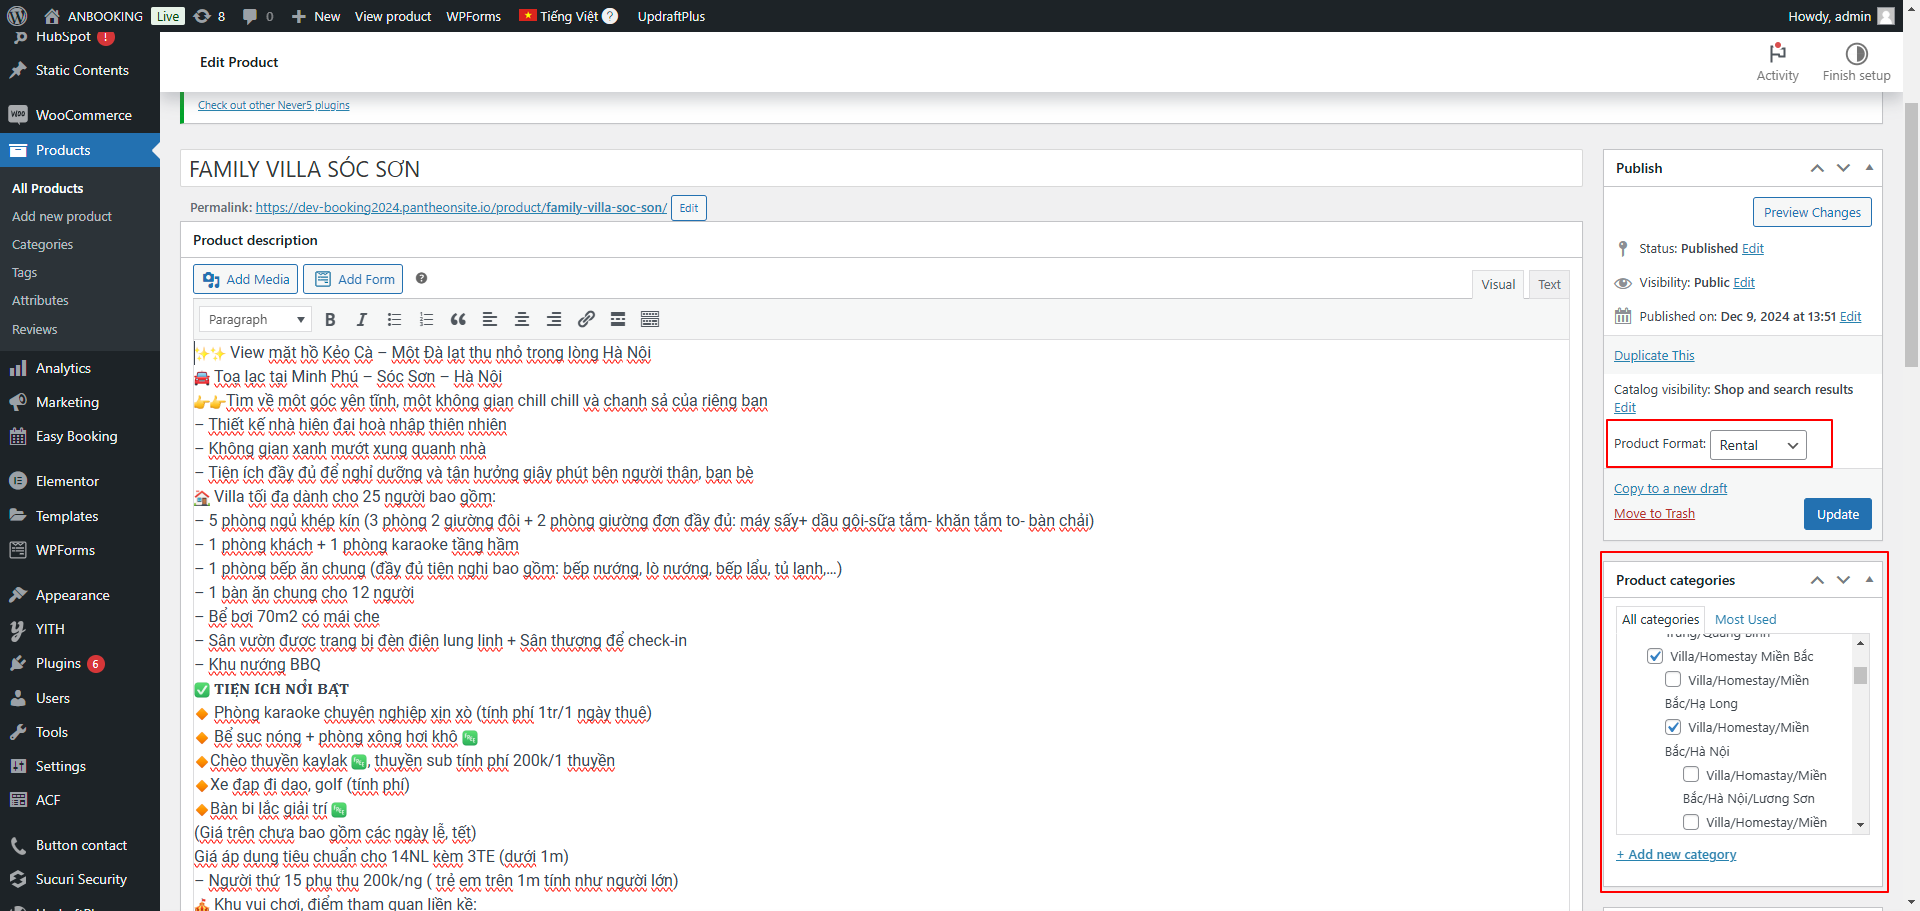 ANBOOKING Live 8 0 New View product WPForms Tiếng Việt ? UpdraftPlus Howdy, admin
HubSpot !
Static Contents
WooCommerce
Products
All Products
Add new product
Categories
Tags
Attributes
Reviews
Analytics
Marketing
Easy Booking
Elementor
Templates
WPForms
Appearance
YITH
Plugins 6
Users
Tools
Settings
ACF
Button contact
Sucuri Security
Edit Product
Activity
Finish setup
Check out other Never5 plugins
FAMILY VILLA SÓC SƠN
Permalink: https://dev-booking2024.pantheonsite.io/product/family-villa-soc-son/ Edit
Product description
Add Media Add Form ?
Visual Text
Paragraph
✨✨ View mặt hồ Kẻo Cà – Một Đà lạt thu nhỏ trong lòng Hà Nội
🚘 Toạ lạc tại Minh Phú – Sóc Sơn – Hà Nội
👉👉Tìm về một góc yên tĩnh, một không gian chill chill và chanh sả của riêng bạn
– Thiết kế nhà hiện đại hoà nhập thiên nhiên
– Không gian xanh mướt xung quanh nhà
– Tiện ích đầy đủ để nghỉ dưỡng và tận hưởng giây phút bên người thân, bạn bè
🏠 Villa tối đa dành cho 25 người bao gồm:
– 5 phòng ngủ khép kín (3 phòng 2 giường đôi + 2 phòng giường đơn đầy đủ: máy sấy+ dầu gội-sữa tắm- khăn tắm to- bàn chải)
– 1 phòng khách + 1 phòng karaoke tầng hầm
– 1 phòng bếp ăn chung (đầy đủ tiện nghi bao gồm: bếp nướng, lò nướng, bếp lẩu, tủ lạnh,...)
– 1 bàn ăn chung cho 12 người
– Bể bơi 70m2 có mái che
– Sân vườn được trang bị đèn điện lung linh + Sân thượng để check-in
– Khu nướng BBQ
✅ TIỆN ÍCH NỔI BẬT
🔸 Phòng karaoke chuyên nghiệp xịn xò (tính phí 1tr/1 ngày thuê)
🔸 Bể sục nóng + phòng xông hơi khô 🆓
🔸Chèo thuyền kaylak 🆓, thuyền sub tính phí 200k/1 thuyền
🔸Xe đạp đi dạo, golf (tính phí)
🔸Bàn bi lắc giải trí 🆓
(Giá trên chưa bao gồm các ngày lễ, tết)
Giá áp dụng tiêu chuẩn cho 14NL kèm 3TE (dưới 1m)
– Người thứ 15 phụ thu 200k/ng ( trẻ em trên 1m tính như người lớn)
🎪 Khu vui chơi, điểm tham quan liền kề:
Publish
Preview Changes
Status: Published Edit
Visibility: Public Edit
Published on: Dec 9, 2024 at 13:51 Edit
Duplicate This
Catalog visibility: Shop and search results
Edit
Product Format: Rental
Copy to a new draft
Move to Trash
Update
Product categories
All categories Most Used
Trung/Quảng Bình
Villa/Homestay Miền Bắc
Villa/Homestay/Miền
Bắc/Hạ Long
Villa/Homestay/Miền
Bắc/Hà Nội
Villa/Homastay/Miền
Bắc/Hà Nội/Lương Sơn
Villa/Homestay/Miền
+ Add new category